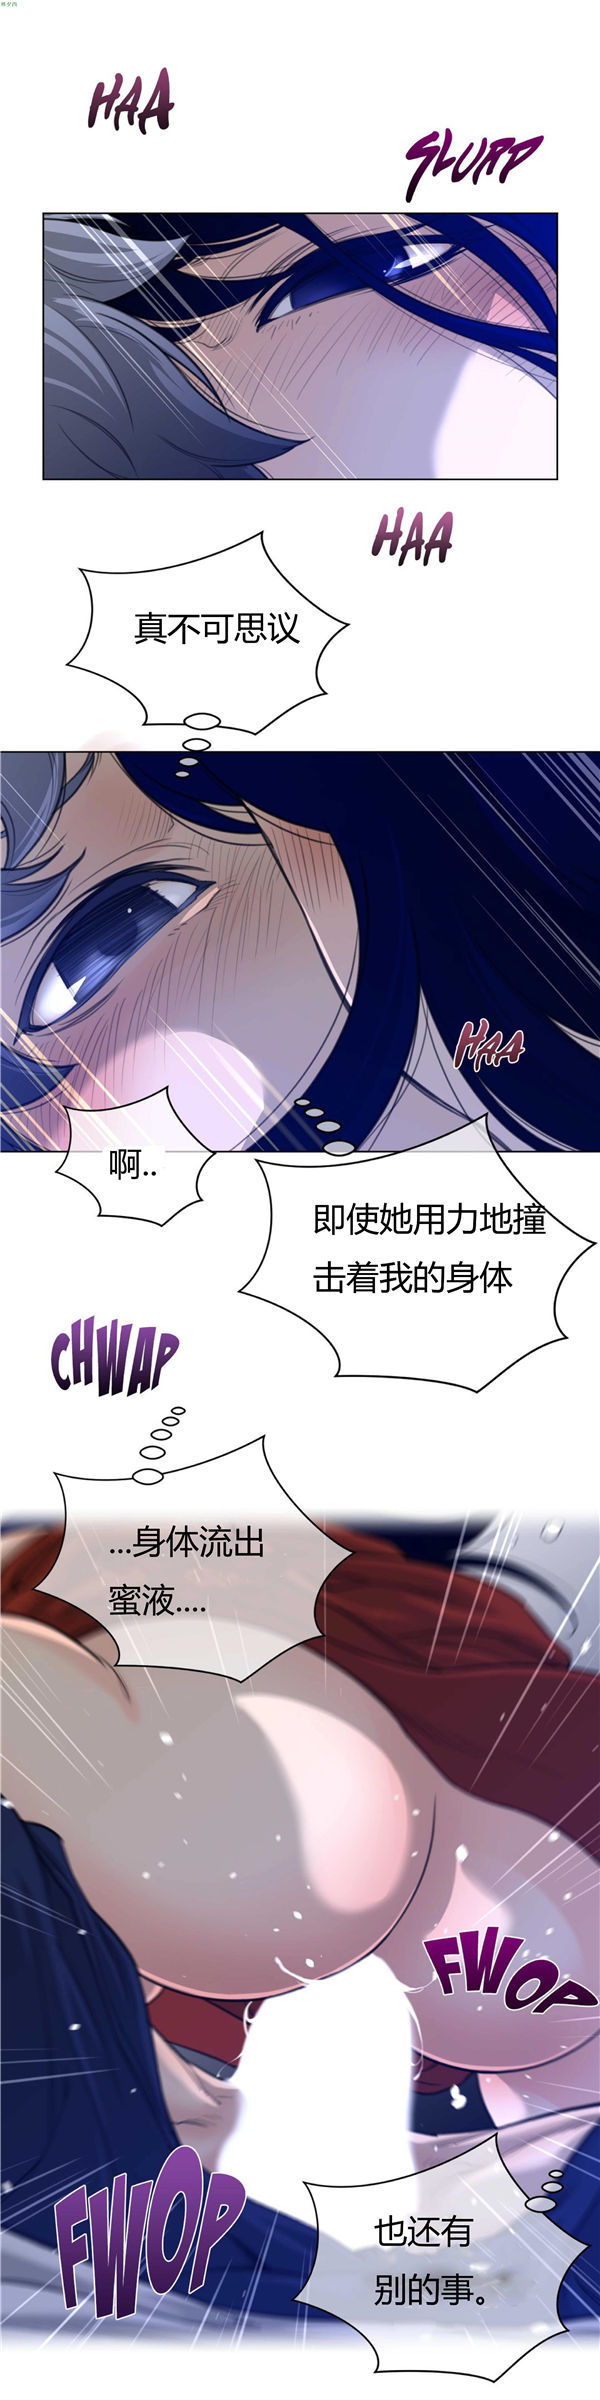 HAA
SLURP
HAA
真不可思议
HAA
啊..
即使她用力地撞
击着我的身体
CHWAP
...身体流出
蜜液....
FWOP
FWOP
也还有
别的事。